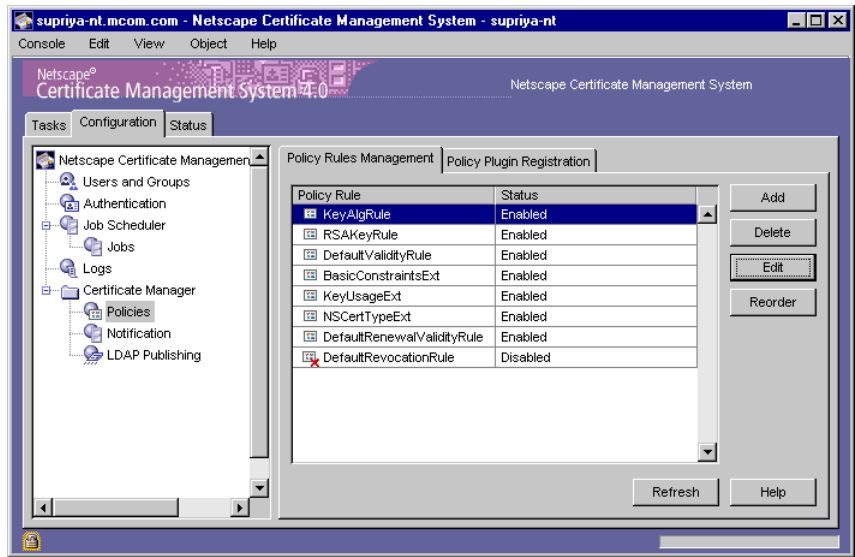 supriya-nt.mcom.com - Netscape Certificate Management System - supriya-nt
Console Edit View Object Help
Netscape®
Certificate Management System 4.0
Netscape Certificate Management System
Tasks Configuration Status
Netscape Certificate Managemen
Users and Groups
Authentication
Job Scheduler
Jobs
Logs
Certificate Manager
Policies
Notification
LDAP Publishing
Policy Rules Management Policy Plugin Registration
Policy Rule Status
KeyAlgRule Enabled
RSAKeyRule Enabled
DefaultValidityRule Enabled
BasicConstraintsExt Enabled
KeyUsageExt Enabled
NSCertTypeExt Enabled
DefaultRenewalValidityRule Enabled
DefaultRevocationRule Disabled
Add
Delete
Edit
Reorder
Refresh Help